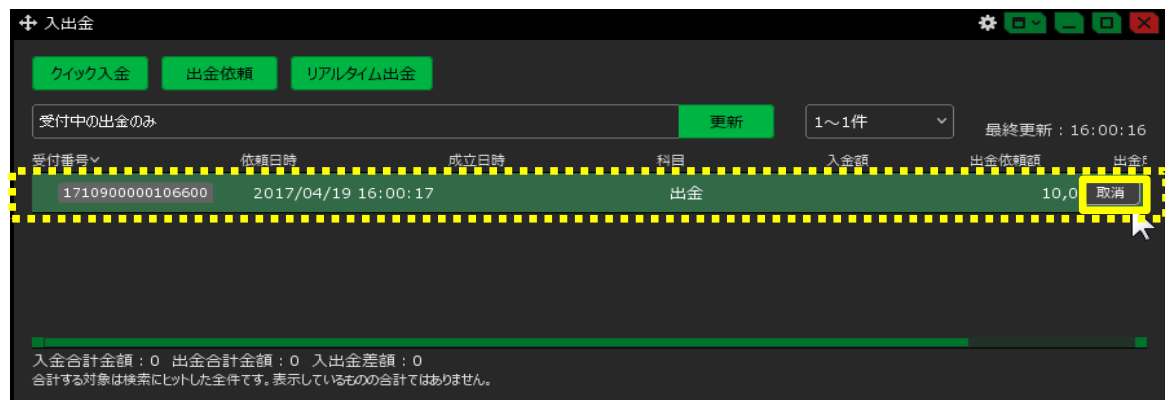 入出金
クイック入金 出金依頼 リアルタイム出金
受付中の出金のみ 更新 1～1件 最終更新：16:00:16
受付番号 依頼日時 成立日時 科目 入金額 出金依頼額 出金
1710900000106600 2017/04/19 16:00:17 出金 10,0 取消
入金合計金額：0 出金合計金額：0 入出金差額：0
合計する対象は検索にヒットした全件です。表示しているものの合計ではありません。